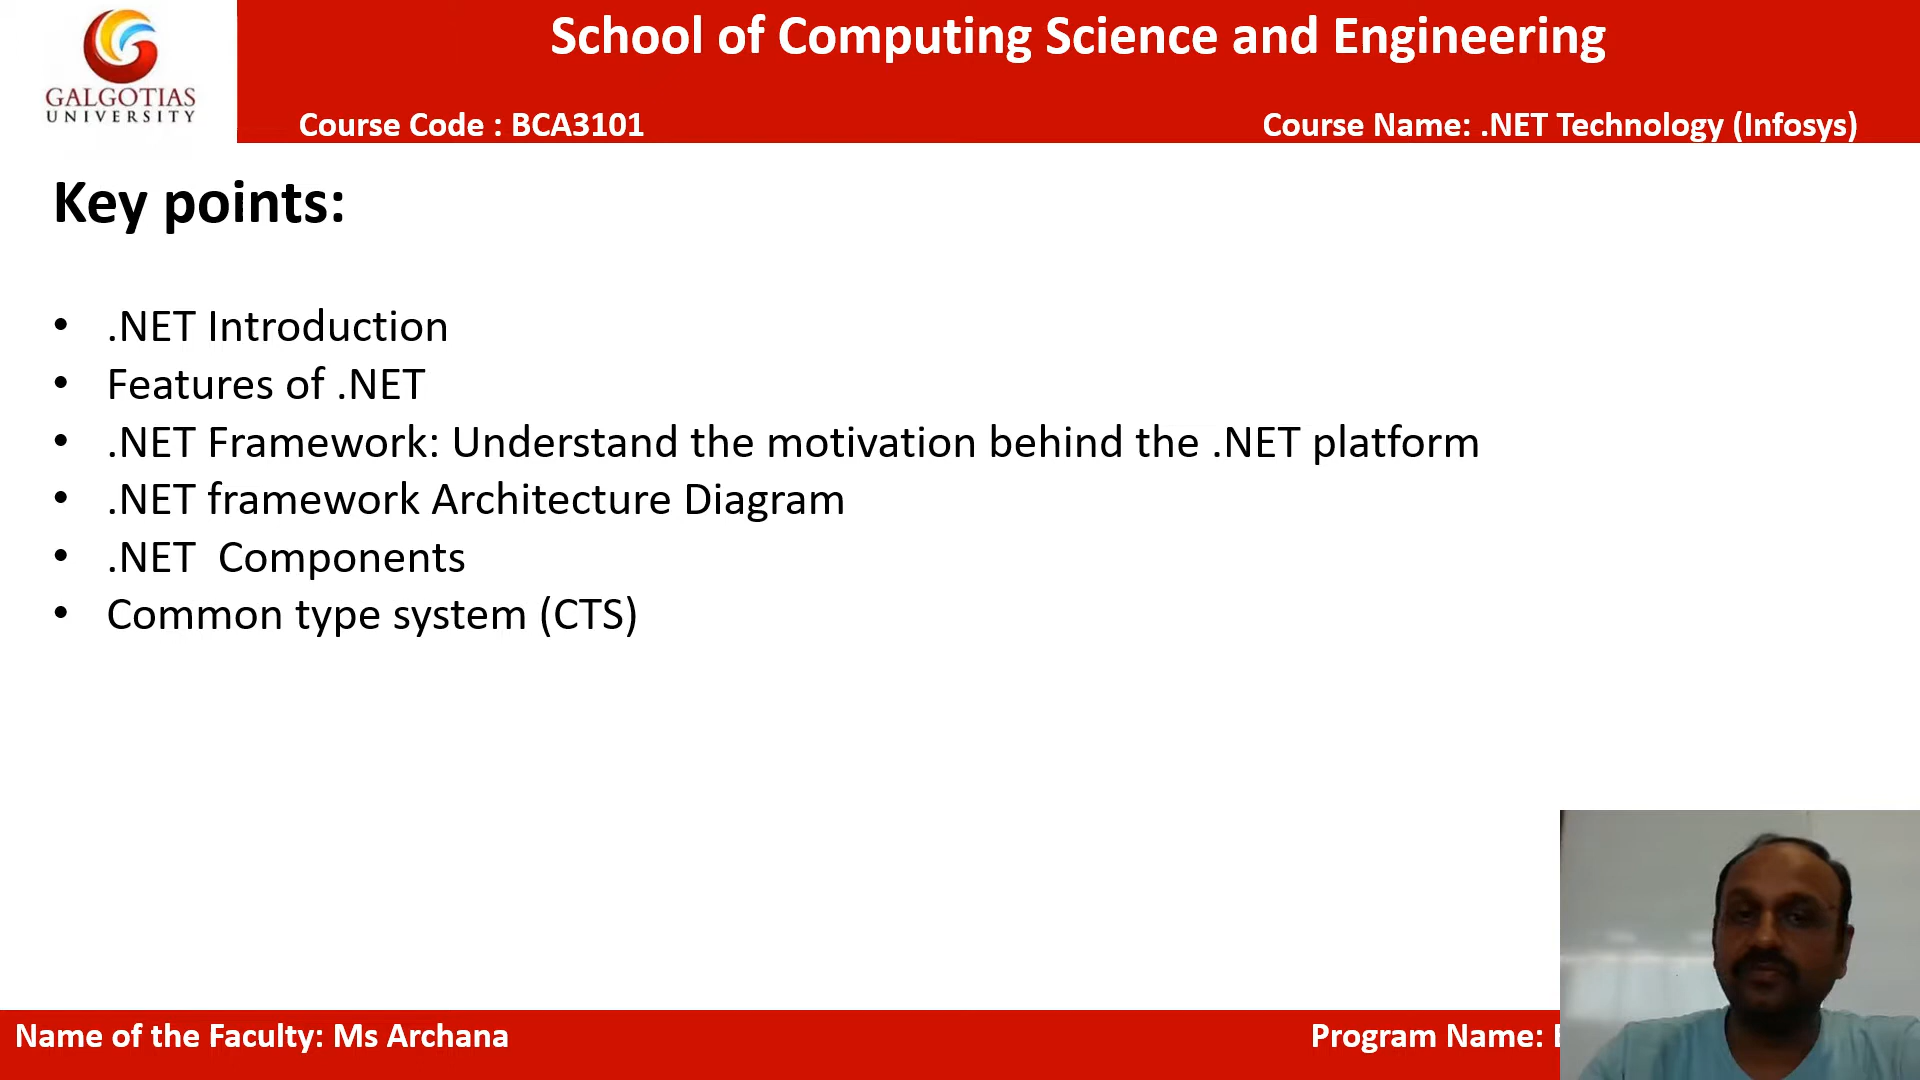 GALGOTIAS
UNIVERSITY
School of Computing Science and Engineering
Course Code : BCA3101
Course Name: .NET Technology (Infosys)
Key points:
• .NET Introduction
• Features of .NET
• .NET Framework: Understand the motivation behind the .NET platform
• .NET framework Architecture Diagram
• .NET  Components
• Common type system (CTS)
Name of the Faculty: Ms Archana
Program Name: